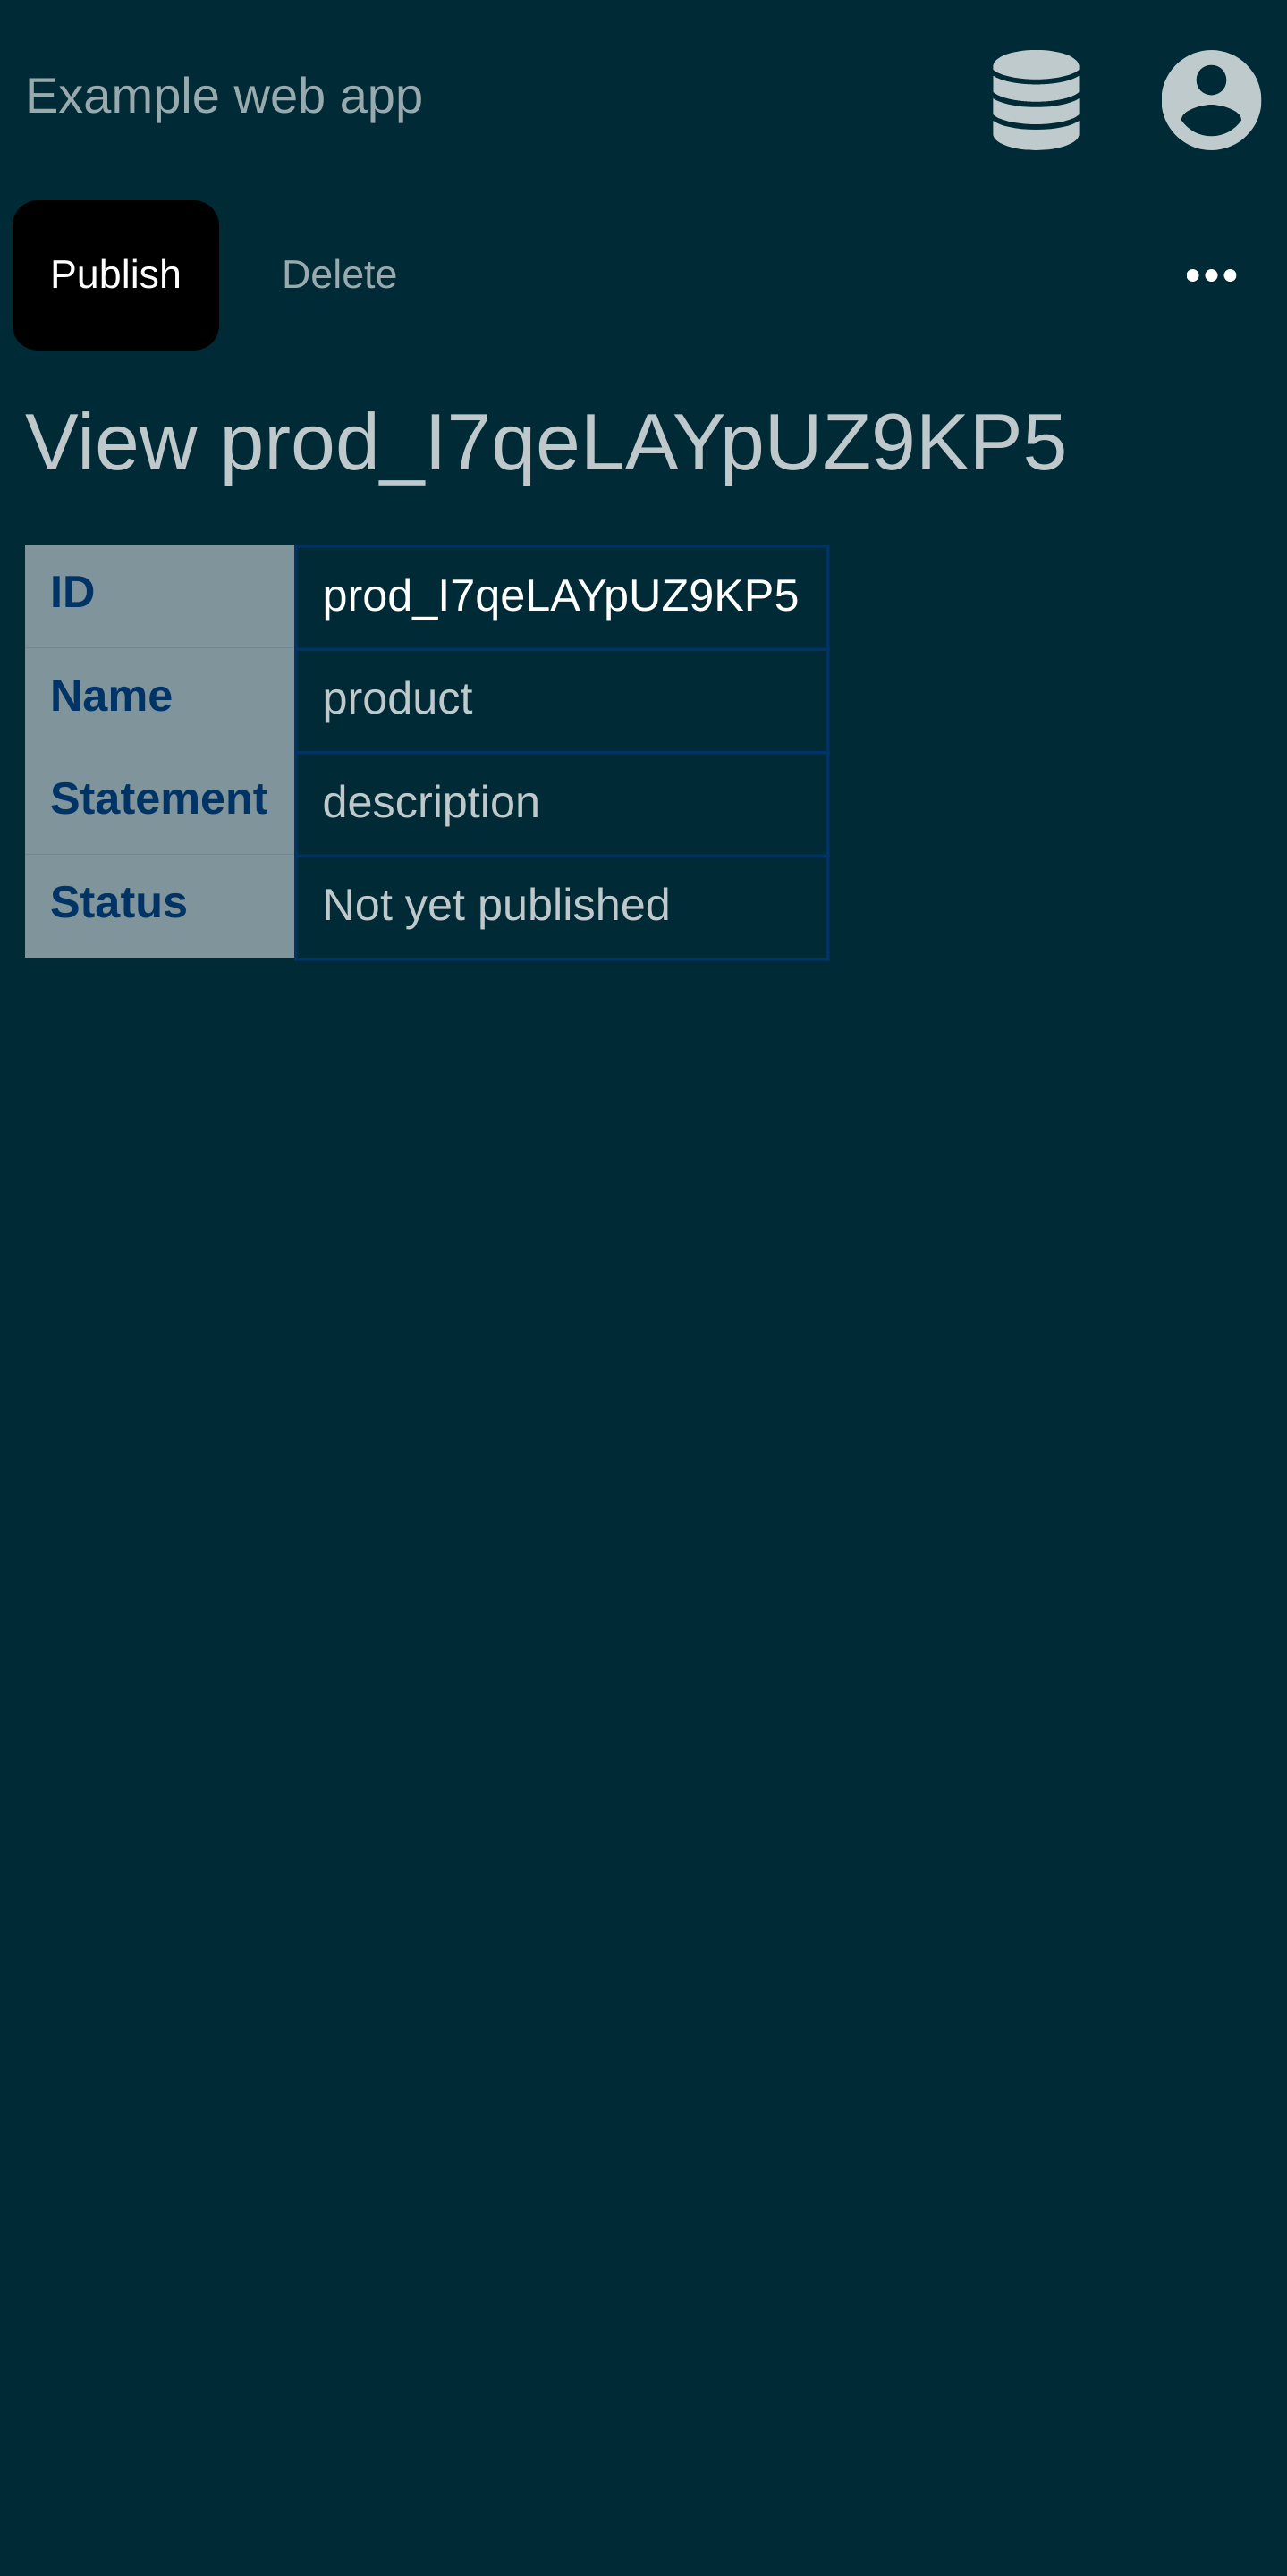 Example web app
Publish Delete
View prod_I7qeLAYpUZ9KP5
ID prod_I7qeLAYpUZ9KP5
Name product
Statement description
Status Not yet published